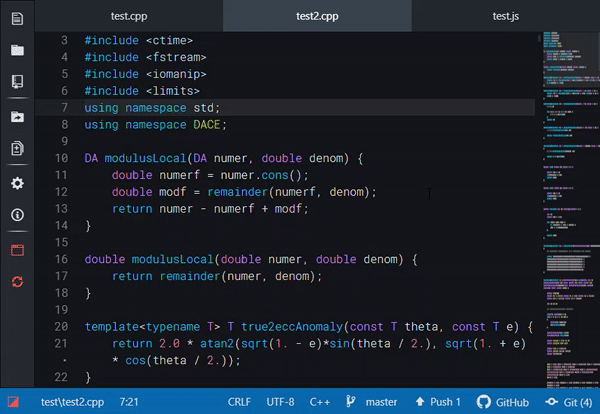 test.cpp test2.cpp test.js
3 #include <ctime>
4 #include <fstream>
5 #include <iomanip>
6 #include <limits>
7 using namespace std;
8 using namespace DACE;
9
10 DA modulusLocal(DA numer, double denom) {
11 double numerf = numer.cons();
12 double modf = remainder(numerf, denom);
13 return numer - numerf + modf;
14 }
15
16 double modulusLocal(double numer, double denom) {
17 return remainder(numer, denom);
18 }
19
20 template<typename T> T true2eccAnomaly(const T theta, const T e) {
21 return 2.0 * atan2(sqrt(1. - e)*sin(theta / 2.), sqrt(1. + e)
• * cos(theta / 2.));
22 }
test\test2.cpp 7:21 CRLF UTF-8 C++ master Push 1 GitHub Git (4)